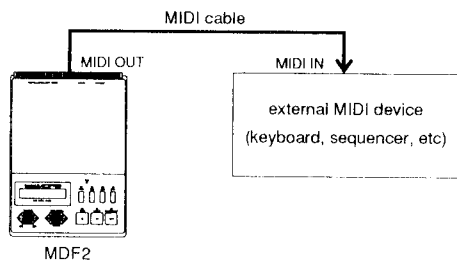 MIDI cable
MIDI OUT
MIDI IN
external MIDI device
(keyboard, sequencer, etc)
MDF2